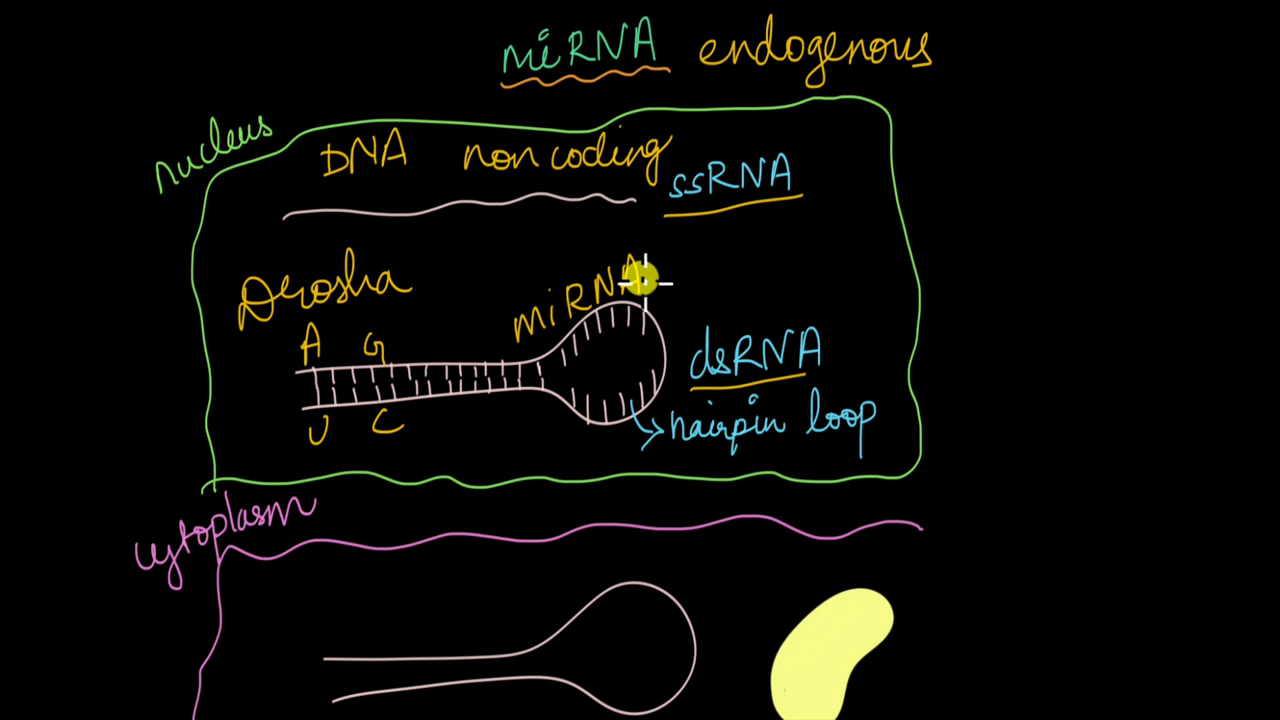 miRNA endogenous
nucleus
DNA non coding
ssRNA
Drosha
miRNA
A G
dsRNA
U C
hairpin loop
cytoplasm